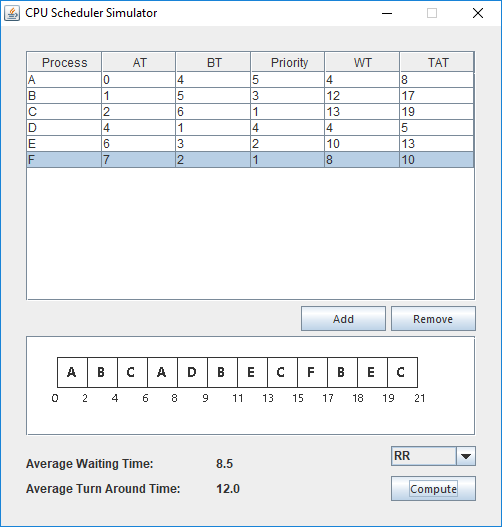 CPU Scheduler Simulator
Process AT BT Priority WT TAT
A 0 4 5 4 8
B 1 5 3 12 17
C 2 6 1 13 19
D 4 1 4 4 5
E 6 3 2 10 13
F 7 2 1 8 10
Add Remove
A B C A D B E C F B E C
0 2 4 6 8 9 11 13 15 17 18 19 21
RR
Average Waiting Time: 8.5
Average Turn Around Time: 12.0
Compute